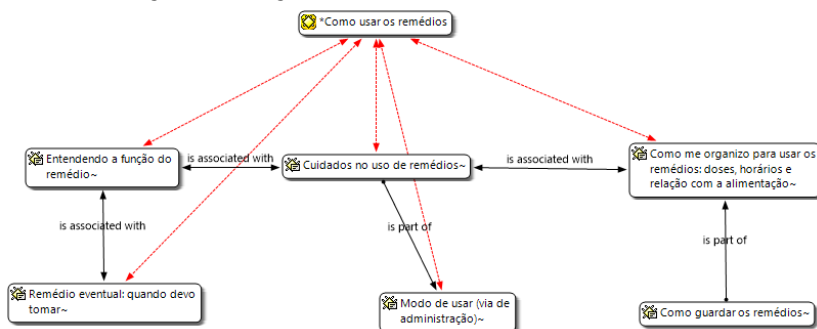 *Como usar os remédios
Entendendo a função do
remédio~
is associated with
Cuidados no uso de remédios~
is associated with
Como me organizo para usar os
remédios: doses, horários e
relação com a alimentação~
is associated with
is part of
is part of
Remédio eventual: quando devo
tomar~
Modo de usar (via de
administração)~
Como guardar os remédios~